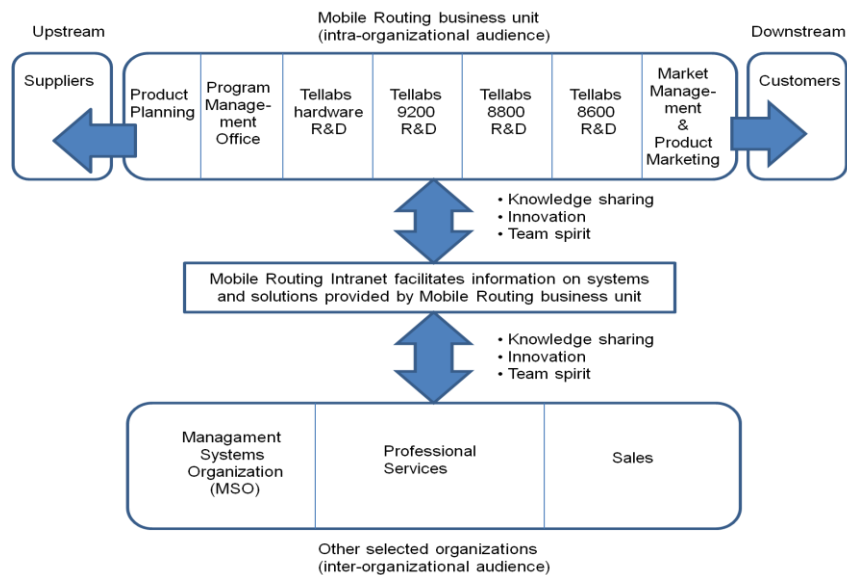 Upstream
Mobile Routing business unit
(intra-organizational audience)
Downstream
Suppliers
Product
Planning
Program
Manage-
ment
Office
Tellabs
hardware
R&D
Tellabs
9200
R&D
Tellabs
8800
R&D
Tellabs
8600
R&D
Market
Manage-
ment
&
Product
Marketing
Customers
• Knowledge sharing
• Innovation
• Team spirit
Mobile Routing Intranet facilitates information on systems
and solutions provided by Mobile Routing business unit
• Knowledge sharing
• Innovation
• Team spirit
Managament
Systems
Organization
(MSO)
Professional
Services
Sales
Other selected organizations
(inter-organizational audience)